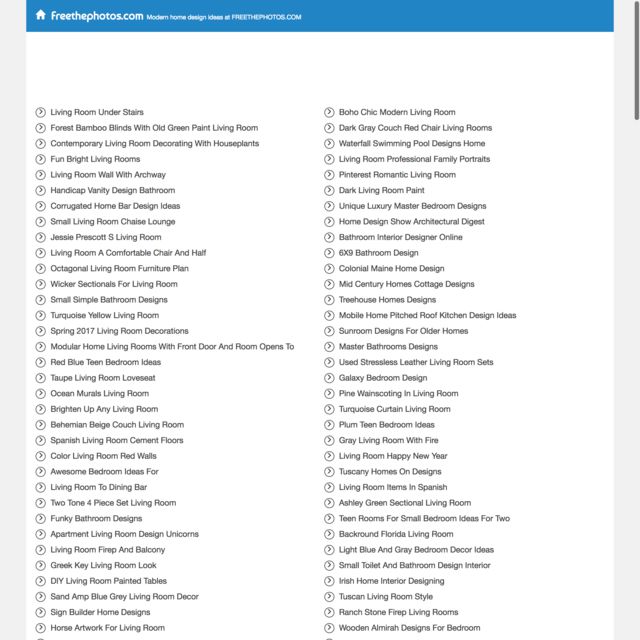 freethephotos.com Modern home design ideas at FREETHEPHOTOS.COM
Living Room Under Stairs
Forest Bamboo Blinds With Old Green Paint Living Room
Contemporary Living Room Decorating With Houseplants
Fun Bright Living Rooms
Living Room Wall With Archway
Handicap Vanity Design Bathroom
Corrugated Home Bar Design Ideas
Small Living Room Chaise Lounge
Jessie Prescott S Living Room
Living Room A Comfortable Chair And Half
Octagonal Living Room Furniture Plan
Wicker Sectionals For Living Room
Small Simple Bathroom Designs
Turquoise Yellow Living Room
Spring 2017 Living Room Decorations
Modular Home Living Rooms With Front Door And Room Opens To
Red Blue Teen Bedroom Ideas
Taupe Living Room Loveseat
Ocean Murals Living Room
Brighten Up Any Living Room
Behemian Beige Couch Living Room
Spanish Living Room Cement Floors
Color Living Room Red Walls
Awesome Bedroom Ideas For
Living Room To Dining Bar
Two Tone 4 Piece Set Living Room
Funky Bathroom Designs
Apartment Living Room Design Unicorns
Living Room Firep And Balcony
Greek Key Living Room Look
DIY Living Room Painted Tables
Sand Amp Blue Grey Living Room Decor
Sign Builder Home Designs
Horse Artwork For Living Room
Boho Chic Modern Living Room
Dark Gray Couch Red Chair Living Rooms
Waterfall Swimming Pool Designs Home
Living Room Professional Family Portraits
Pinterest Romantic Living Room
Dark Living Room Paint
Unique Luxury Master Bedroom Designs
Home Design Show Architectural Digest
Bathroom Interior Designer Online
6X9 Bathroom Design
Colonial Maine Home Design
Mid Century Homes Cottage Designs
Treehouse Homes Designs
Mobile Home Pitched Roof Kitchen Design Ideas
Sunroom Designs For Older Homes
Master Bathrooms Designs
Used Stressless Leather Living Room Sets
Galaxy Bedroom Design
Pine Wainscoting In Living Room
Turquoise Curtain Living Room
Plum Teen Bedroom Ideas
Gray Living Room With Fire
Living Room Happy New Year
Tuscany Homes On Designs
Living Room Items In Spanish
Ashley Green Sectional Living Room
Teen Rooms For Small Bedroom Ideas For Two
Backround Florida Living Room
Light Blue And Gray Bedroom Decor Ideas
Small Toilet And Bathroom Design Interior
Irish Home Interior Designing
Tuscan Living Room Style
Ranch Stone Firep Living Rooms
Wooden Almirah Designs For Bedroom